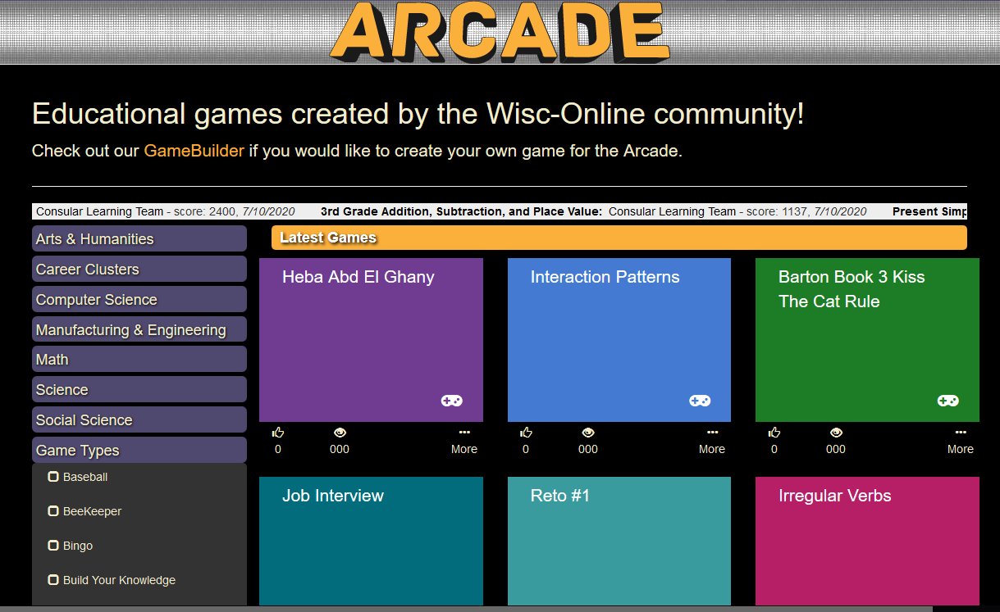 ARCADE
Educational games created by the Wisc-Online community!
Check out our GameBuilder if you would like to create your own game for the Arcade.
Consular Learning Team - score: 2400, 7/10/2020 3rd Grade Addition, Subtraction, and Place Value: Consular Learning Team - score: 1137, 7/10/2020 Present Simp
Arts & Humanities
Career Clusters
Computer Science
Manufacturing & Engineering
Math
Science
Social Science
Game Types
Baseball
BeeKeeper
Bingo
Build Your Knowledge
Latest Games
Heba Abd El Ghany
0 000 More
Interaction Patterns
0 000 More
Barton Book 3 Kiss
The Cat Rule
0 000 More
Job Interview
Reto #1
Irregular Verbs